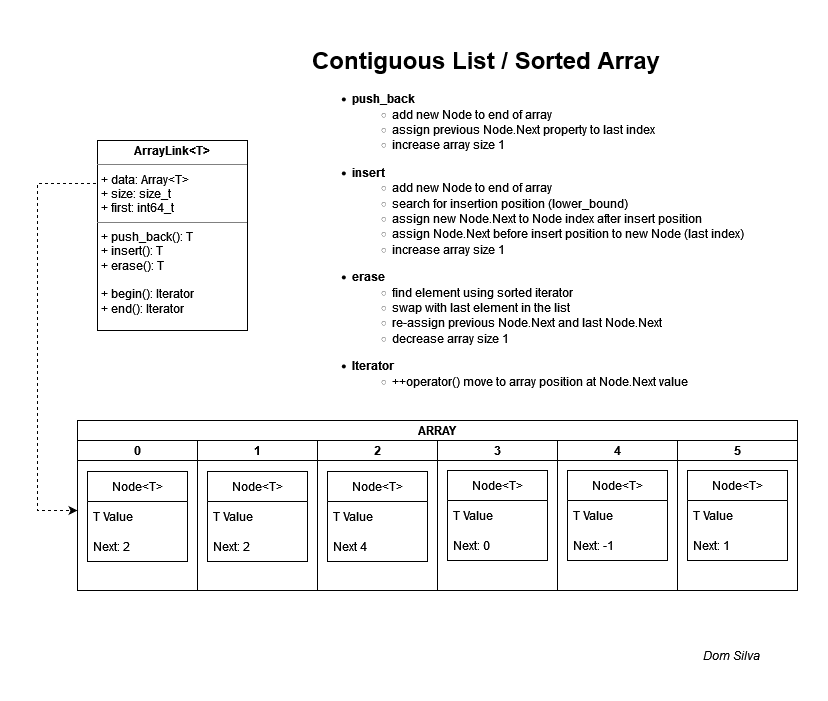 Contiguous List / Sorted Array
• push_back
○ add new Node to end of array
○ assign previous Node.Next property to last index
○ increase array size 1
• insert
○ add new Node to end of array
○ search for insertion position (lower_bound)
○ assign new Node.Next to Node index after insert position
○ assign Node.Next before insert position to new Node (last index)
○ increase array size 1
• erase
○ find element using sorted iterator
○ swap with last element in the list
○ re-assign previous Node.Next and last Node.Next
○ decrease array size 1
• Iterator
○ ++operator() move to array position at Node.Next value
ArrayLink<T>
+ data: Array<T>
+ size: size_t
+ first: int64_t
+ push_back(): T
+ insert(): T
+ erase(): T
+ begin(): Iterator
+ end(): Iterator
ARRAY
0 1 2 3 4 5
Node<T> Node<T> Node<T> Node<T> Node<T> Node<T>
T Value T Value T Value T Value T Value T Value
Next: 2 Next: 2 Next 4 Next: 0 Next: -1 Next: 1
Dom Silva